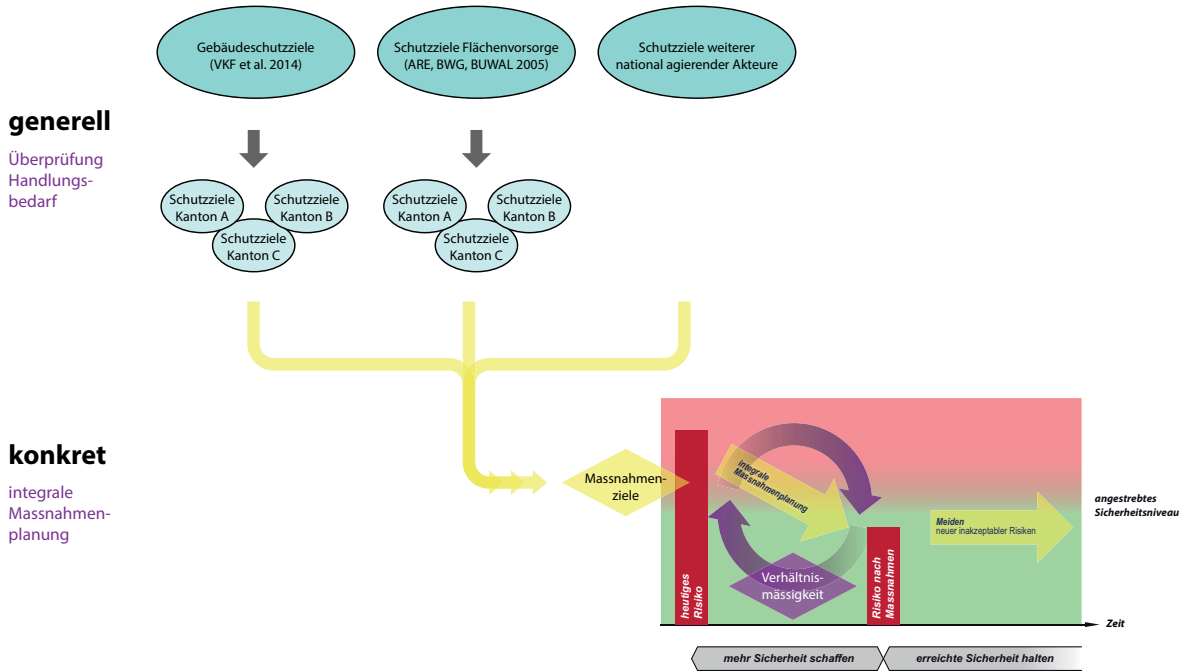 Gebäudeschutzziele
(VKF et al. 2014)
Schutzziele Flächenvorsorge
(ARE, BWG, BUWAL 2005)
Schutzziele weiterer
national agierender Akteure
generell
Überprüfung
Handlungs-
bedarf
Schutzziele
Kanton A
Schutzziele
Kanton B
Schutzziele
Kanton C
Schutzziele
Kanton A
Schutzziele
Kanton B
Schutzziele
Kanton C
konkret
integrale
Massnahmen-
planung
Massnahmen-
ziele
heutiges
Risiko
integrale
Massnahmenplanung
Verhältnis-
mässigkeit
Risiko nach
Massnahmen
Meiden
neuer inakzeptabler Risiken
angestrebtes
Sicherheitsniveau
Zeit
mehr Sicherheit schaffen
erreichte Sicherheit halten